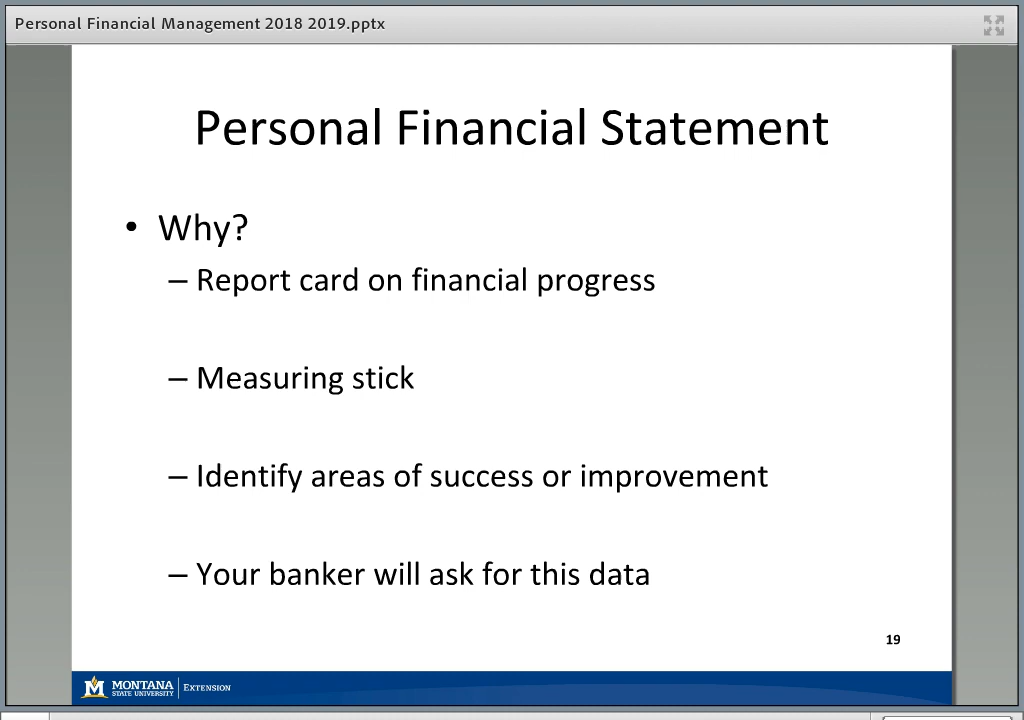 Personal Financial Management 2018 2019.pptx
Personal Financial Statement
• Why?
– Report card on financial progress
– Measuring stick
– Identify areas of success or improvement
– Your banker will ask for this data
19
M MONTANA STATE UNIVERSITY EXTENSION